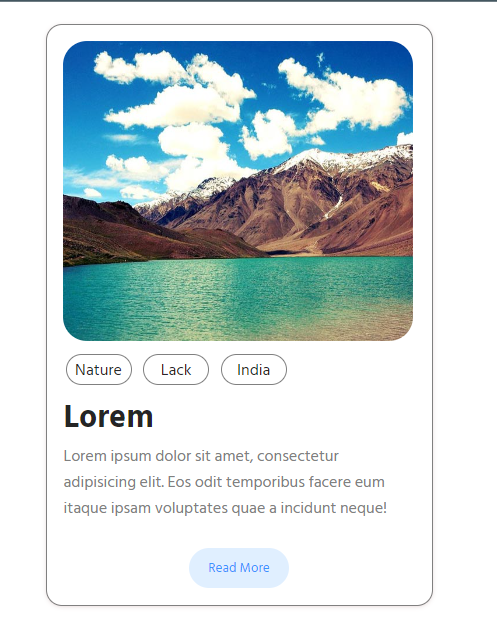 Nature Lack India
Lorem
Lorem ipsum dolor sit amet, consectetur
adipisicing elit. Eos odit temporibus facere eum
itaque ipsam voluptates quae a incidunt neque!
Read More